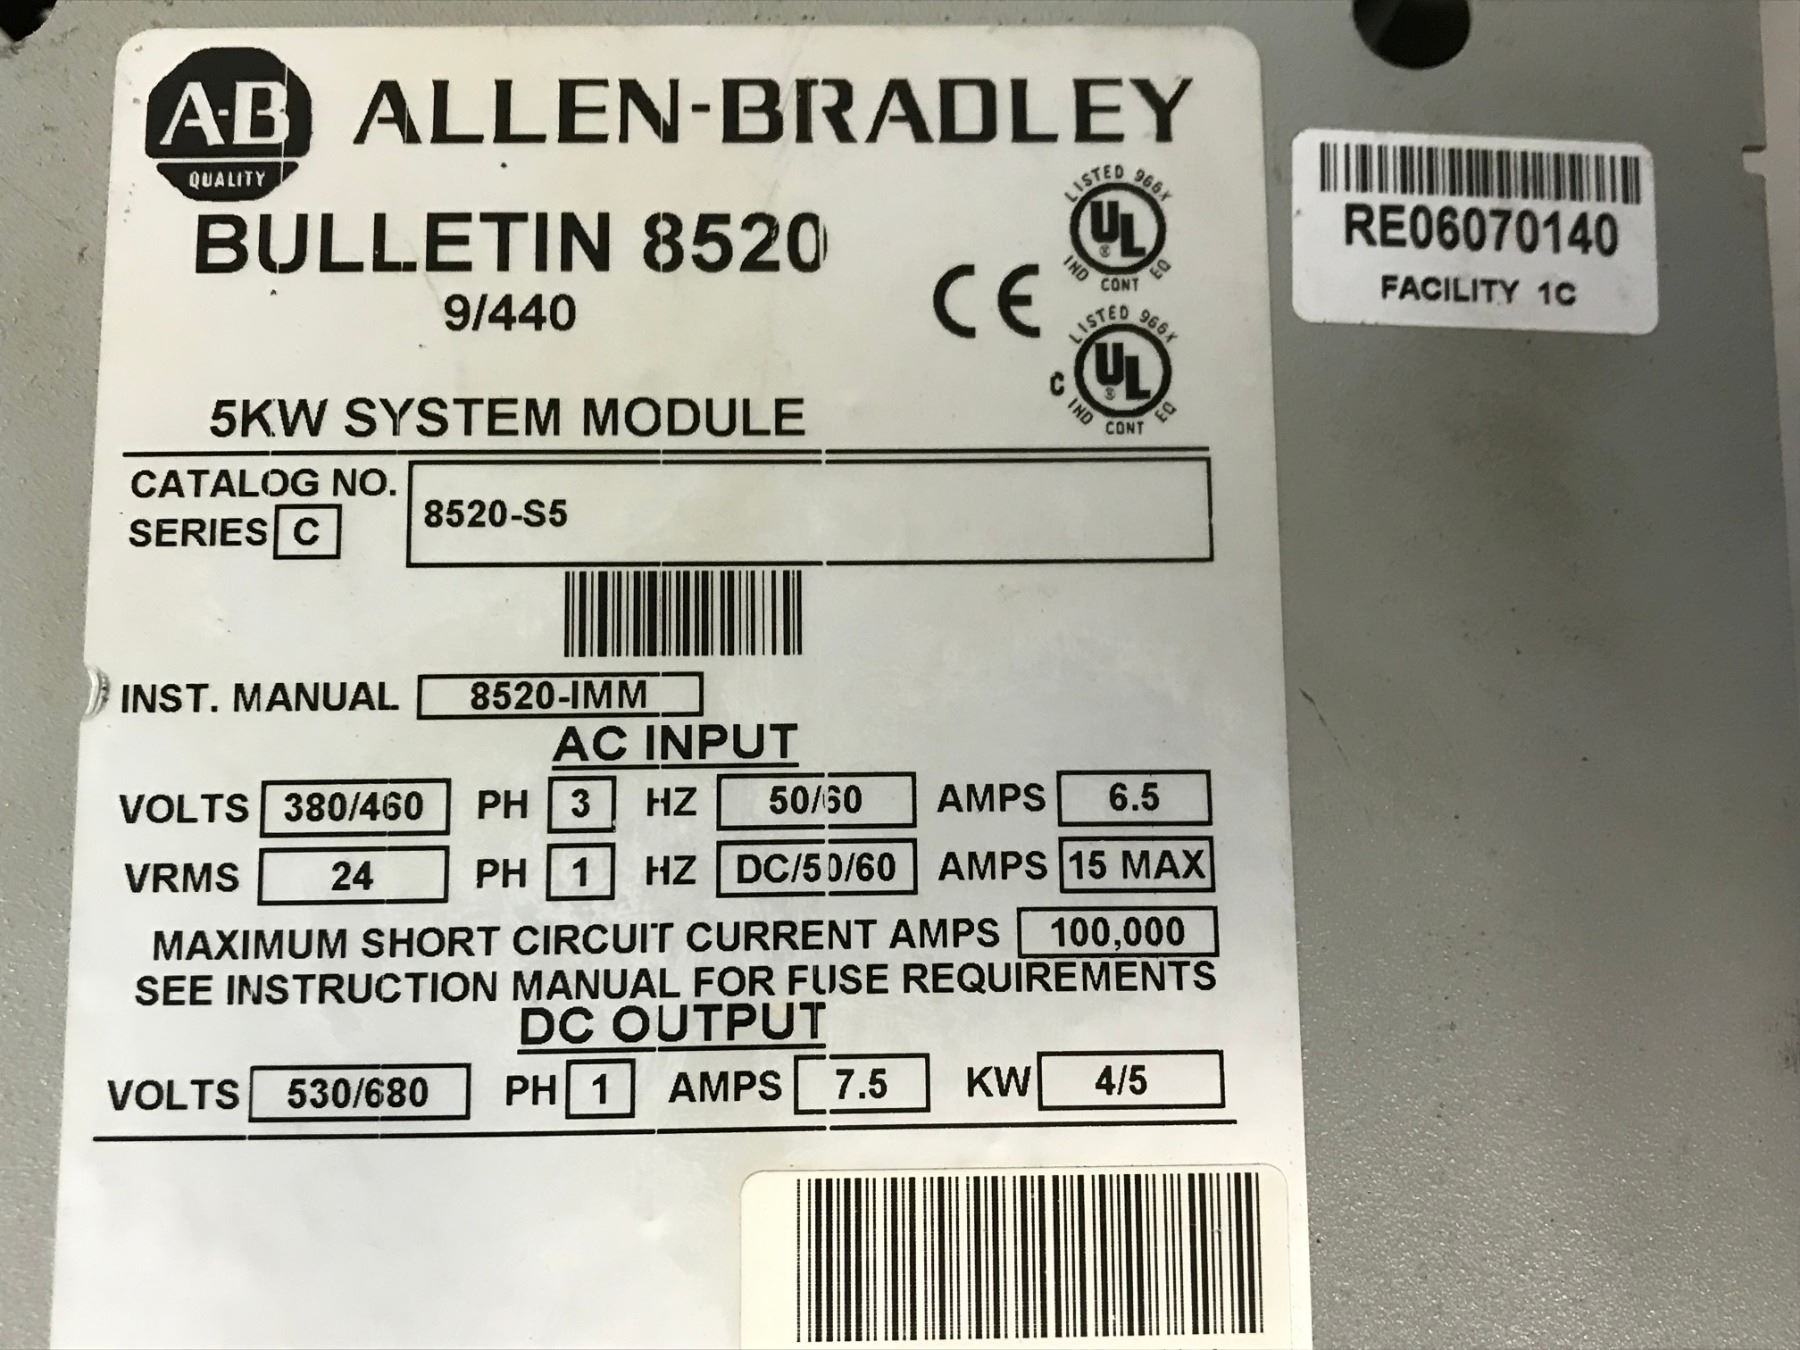 A-B QUALITY
ALLEN-BRADLEY
BULLETIN 8520
9/440
CE
LISTED 966X
UL ®
IND CONT EQ
LISTED 966X
C UL ®
IND CONT EQ
5KW SYSTEM MODULE
CATALOG NO. 8520-S5
SERIES C
INST. MANUAL 8520-IMM
AC INPUT
VOLTS 380/460 PH 3 HZ 50/60 AMPS 6.5
VRMS 24 PH 1 HZ DC/50/60 AMPS 15 MAX
MAXIMUM SHORT CIRCUIT CURRENT AMPS 100,000
SEE INSTRUCTION MANUAL FOR FUSE REQUIREMENTS
DC OUTPUT
VOLTS 530/680 PH 1 AMPS 7.5 KW 4/5
RE06070140
FACILITY 1C